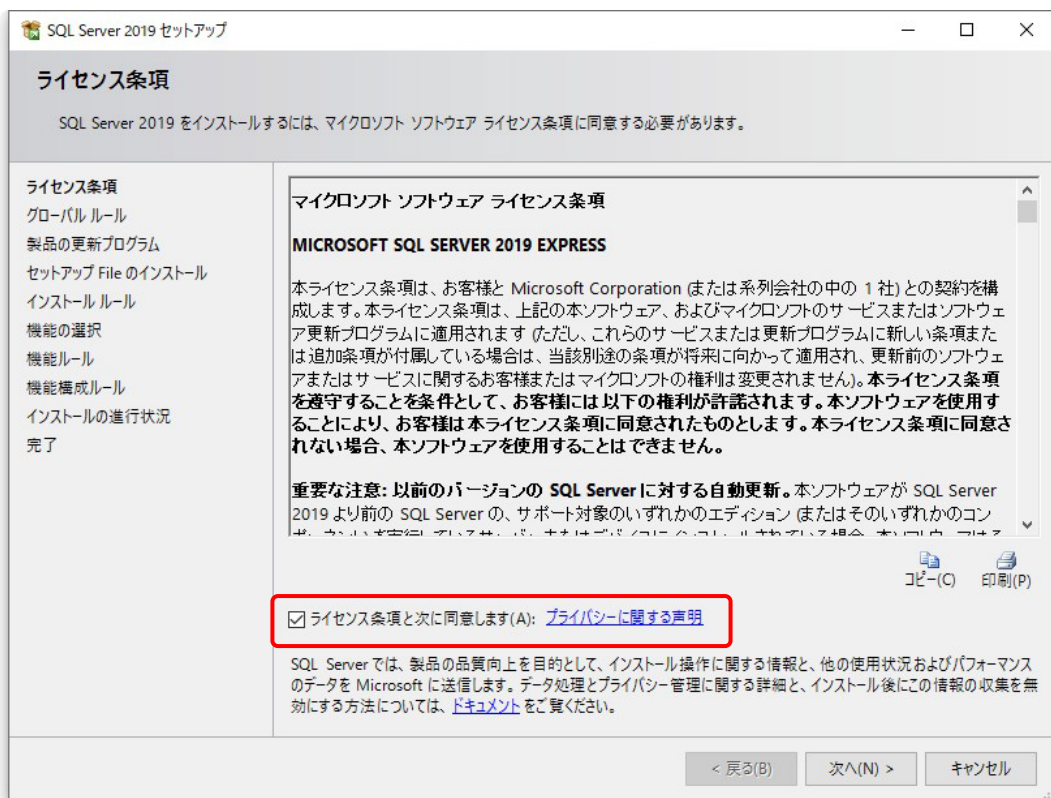 SQL Server 2019 セットアップ
ライセンス条項
SQL Server 2019 をインストールするには、マイクロソフト ソフトウェア ライセンス条項に同意する必要があります。
ライセンス条項
グローバル ルール
製品の更新プログラム
セットアップ File のインストール
インストール ルール
機能の選択
機能ルール
機能構成ルール
インストールの進行状況
完了
マイクロソフト ソフトウェア ライセンス条項
MICROSOFT SQL SERVER 2019 EXPRESS
本ライセンス条項は、お客様と Microsoft Corporation (または系列会社の中の 1 社) との契約を構
成します。本ライセンス条項は、上記の本ソフトウェア、およびマイクロソフトのサービスまたはソフトウェ
ア更新プログラムに適用されます (ただし、これらのサービスまたは更新プログラムに新しい条項また
は追加条項が付属している場合は、当該別途の条項が将来に向かって適用され、更新前のソフトウェ
アまたはサービスに関するお客様またはマイクロソフトの権利は変更されません)。本ライセンス条項
を遵守することを条件として、お客様には以下の権利が許諾されます。本ソフトウェアを使用す
ることにより、お客様は本ライセンス条項に同意されたものとします。本ライセンス条項に同意さ
れない場合、本ソフトウェアを使用することはできません。
重要な注意: 以前のバージョンの SQL Server に対する自動更新。本ソフトウェアが SQL Server
2019 より前の SQL Server の、サポート対象のいずれかのエディション (またはそのいずれかのコン
コピー(C) 印刷(P)
ライセンス条項と次に同意します(A): プライバシーに関する声明
SQL Server では、製品の品質向上を目的として、インストール操作に関する情報と、他の使用状況およびパフォーマンス
のデータを Microsoft に送信します。データ処理とプライバシー管理に関する詳細と、インストール後にこの情報の収集を無
効にする方法については、ドキュメント をご覧ください。
< 戻る(B) 次へ(N) > キャンセル